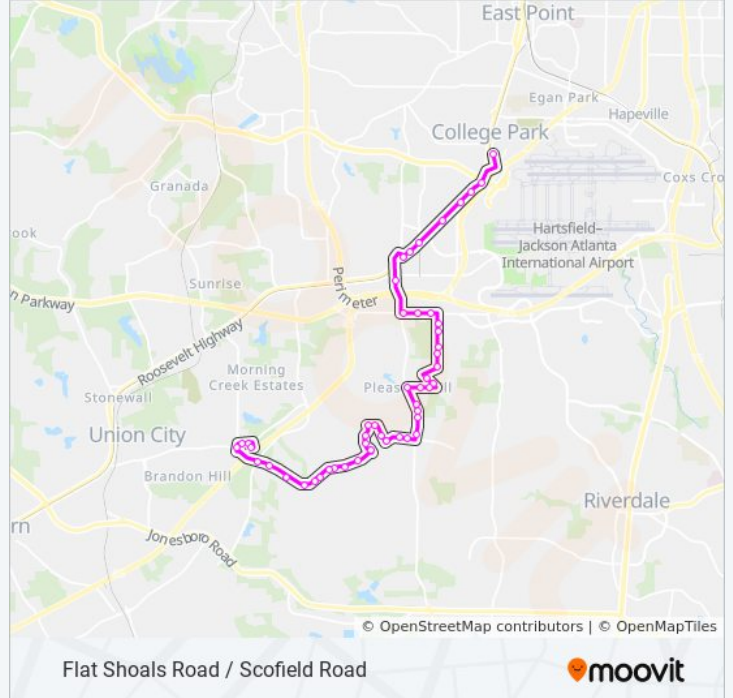 East Point
Egan Park
Hapeville
College Park
Coxs Cro
Granada
Hartsfield–
Jackson Atlanta
International Airport
ook
Sunrise
Perimeter
n Parkway
Roosevelt Highway
Morning
Creek Estates
Stonewall
Union City
Brandon Hill
Riverdale
rn
Jonesboro Road
© OpenStreetMap contributors | © OpenMapTiles
Flat Shoals Road / Scofield Road
moovit